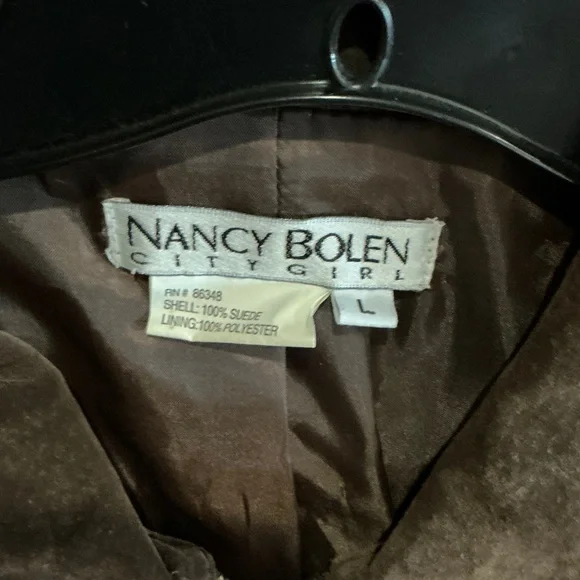 NANCY BOLEN
CITY GIRL
RN# 86348
SHELL: 100% SUEDE
LINING:100% POLYESTER
L